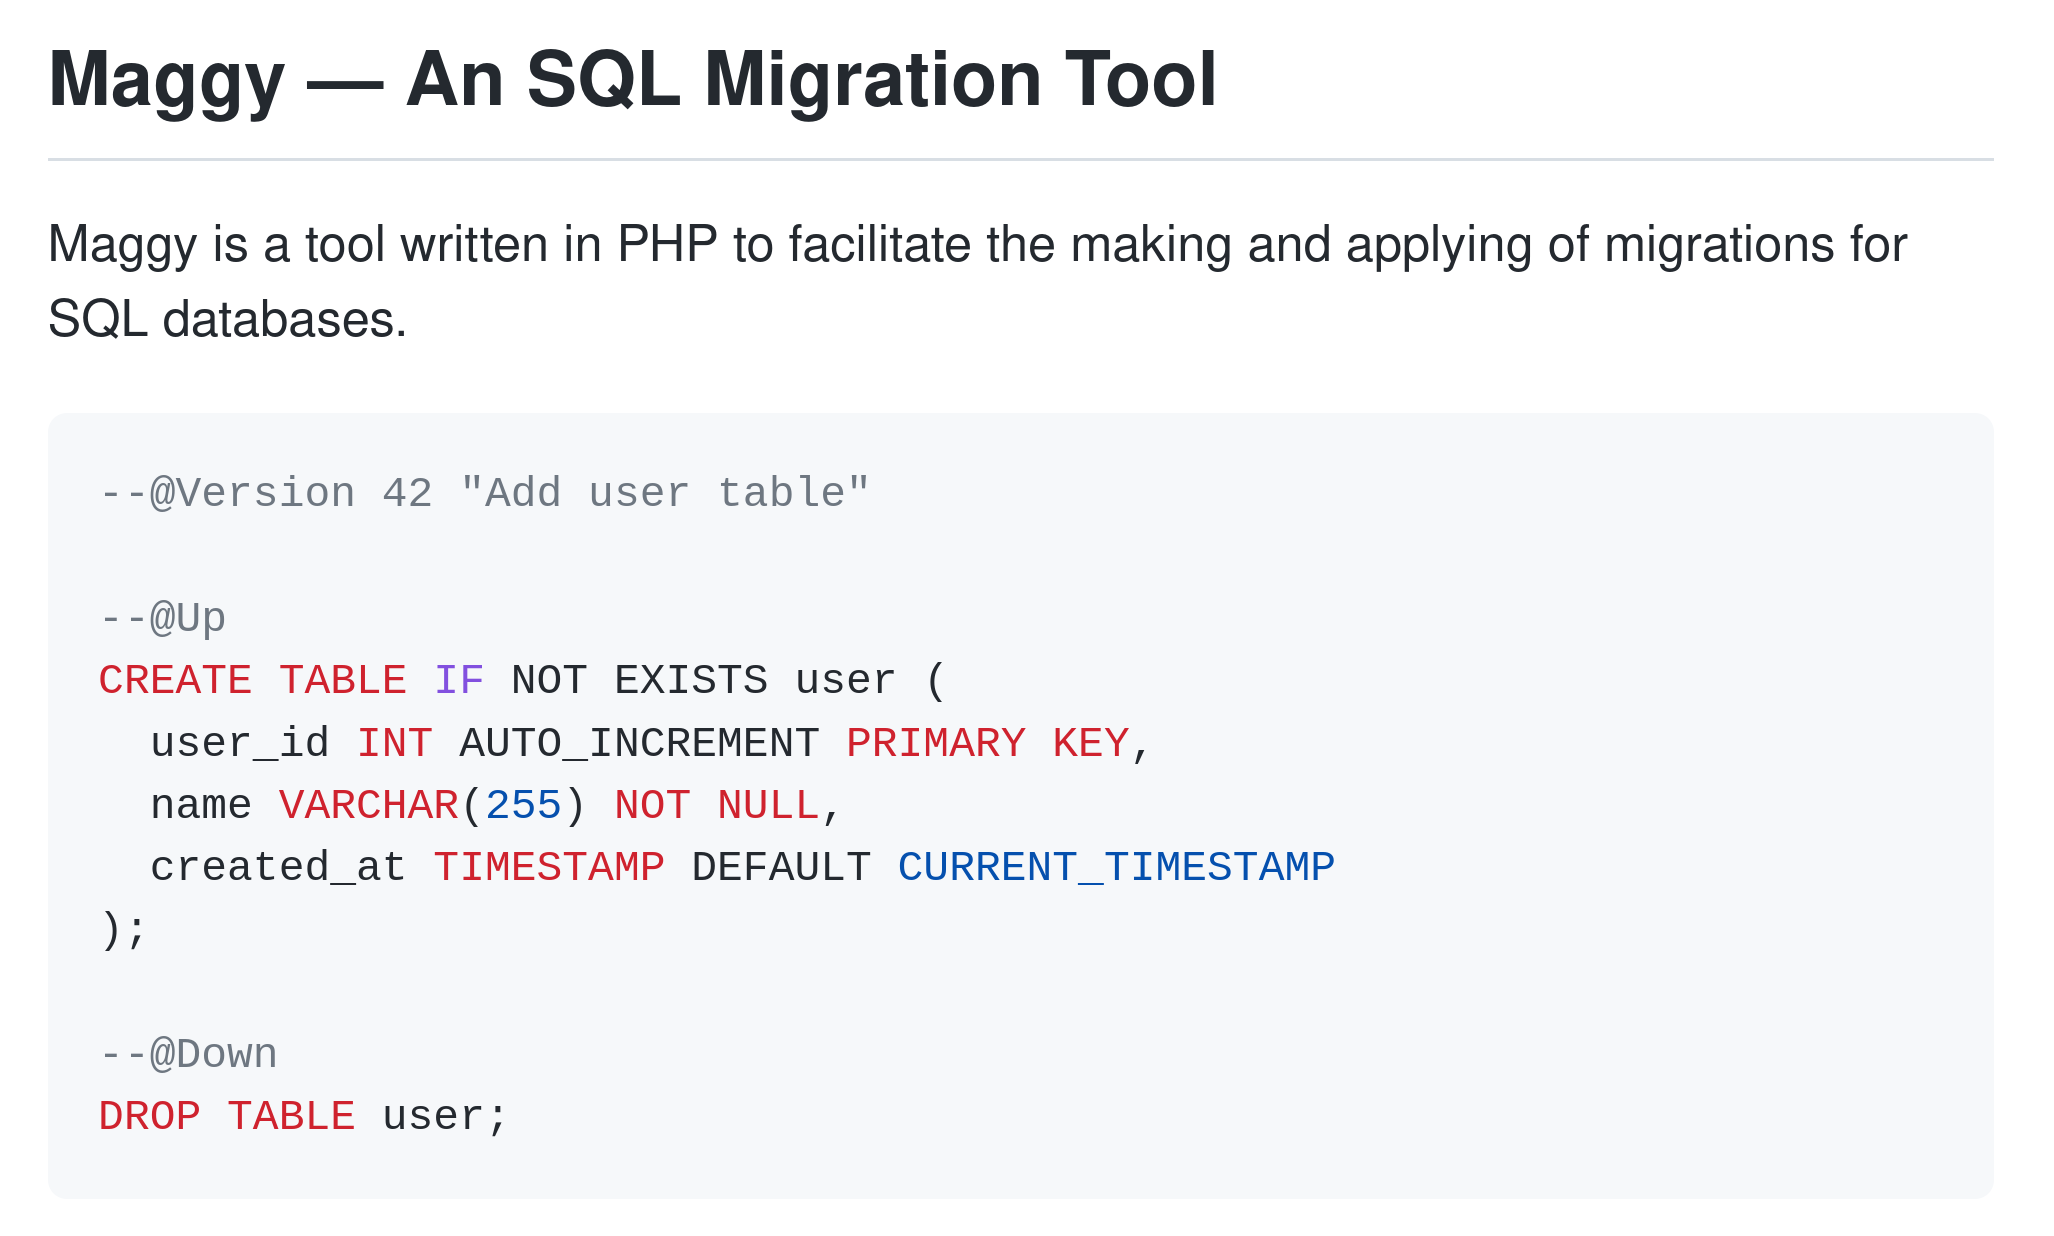 Maggy — An SQL Migration Tool
Maggy is a tool written in PHP to facilitate the making and applying of migrations for
SQL databases.
--@Version 42 "Add user table"
--@Up
CREATE TABLE IF NOT EXISTS user (
  user_id INT AUTO_INCREMENT PRIMARY KEY,
  name VARCHAR(255) NOT NULL,
  created_at TIMESTAMP DEFAULT CURRENT_TIMESTAMP
);
--@Down
DROP TABLE user;